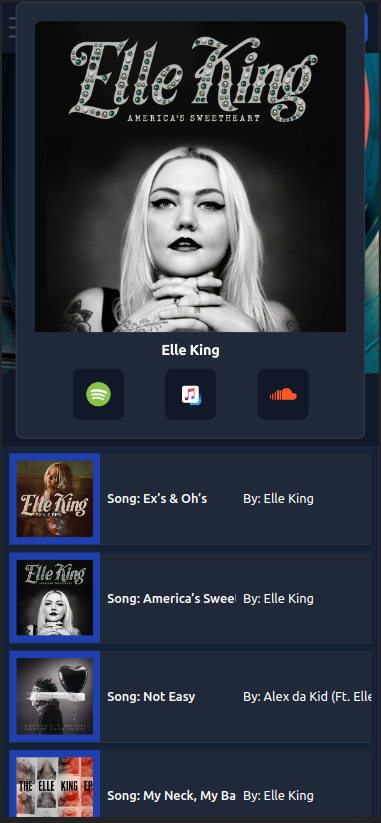 Elle King
AMERICA'S SWEETHEART
Elle King
Song: Ex's & Oh's
By: Elle King
Elle King
Song: America's Swee
By: Elle King
Elle King
Song: Not Easy
By: Alex da Kid (Ft. Elle
THE ELLE KING EP
Song: My Neck, My Ba
By: Elle King